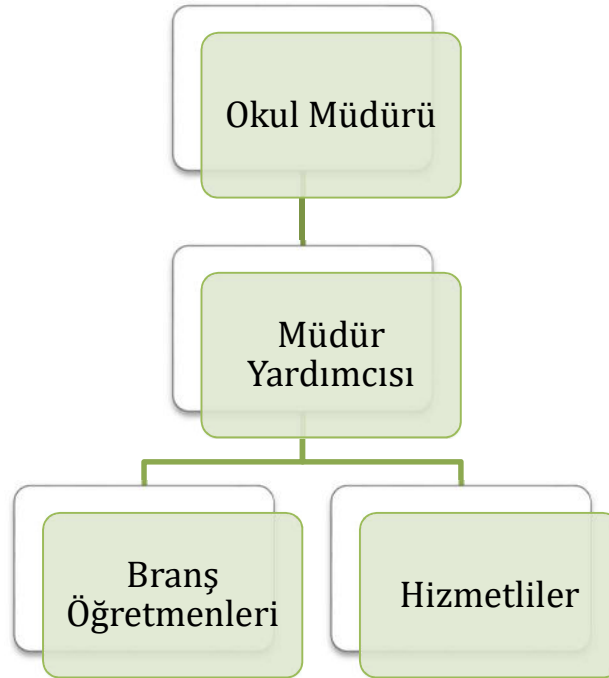 Okul Müdürü
Müdür
Yardımcısı
Branş
Öğretmenleri
Hizmetliler